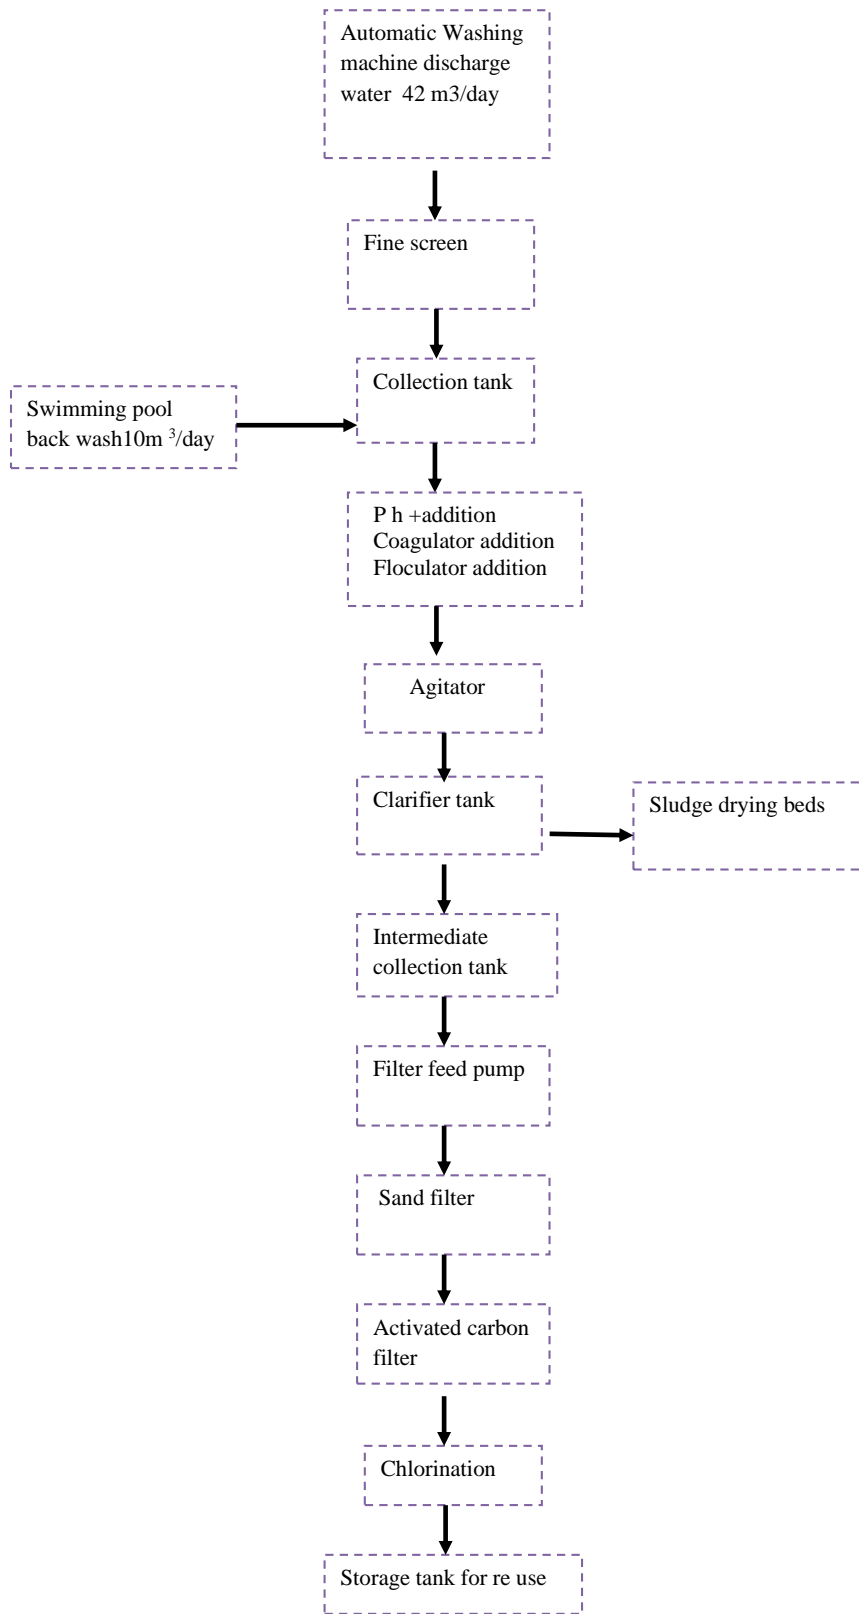 Automatic Washing
machine discharge
water 42 m3/day
Fine screen
Collection tank
Swimming pool
back wash10m ³/day
P h +addition
Coagulator addition
Floculator addition
Agitator
Clarifier tank
Sludge drying beds
Intermediate
collection tank
Filter feed pump
Sand filter
Activated carbon
filter
Chlorination
Storage tank for re use